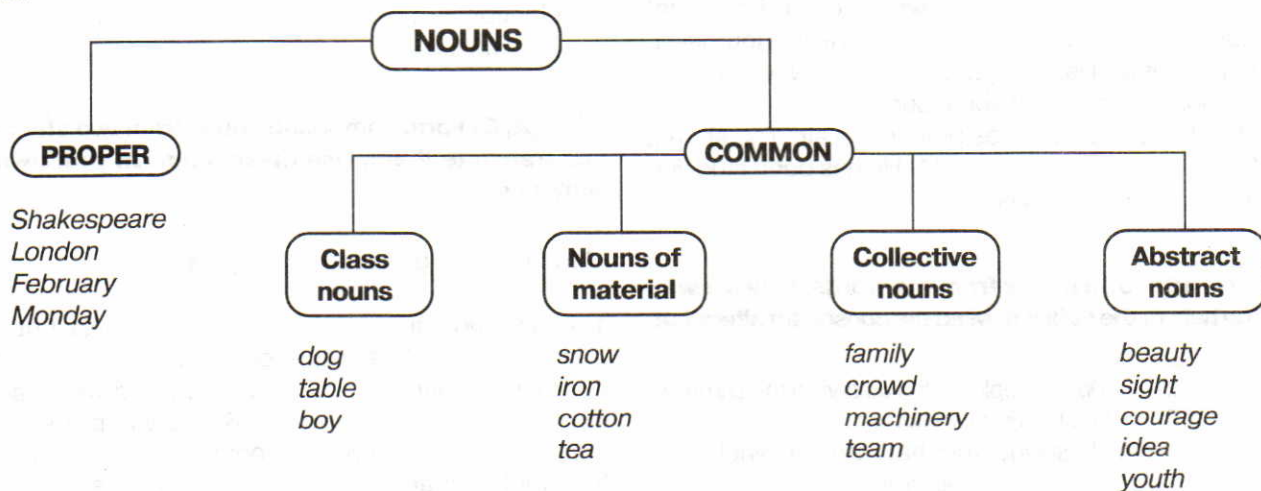 NOUNS
PROPER
Shakespeare
London
February
Monday
COMMON
Class
nouns
dog
table
boy
Nouns of
material
snow
iron
cotton
tea
Collective
nouns
family
crowd
machinery
team
Abstract
nouns
beauty
sight
courage
idea
youth